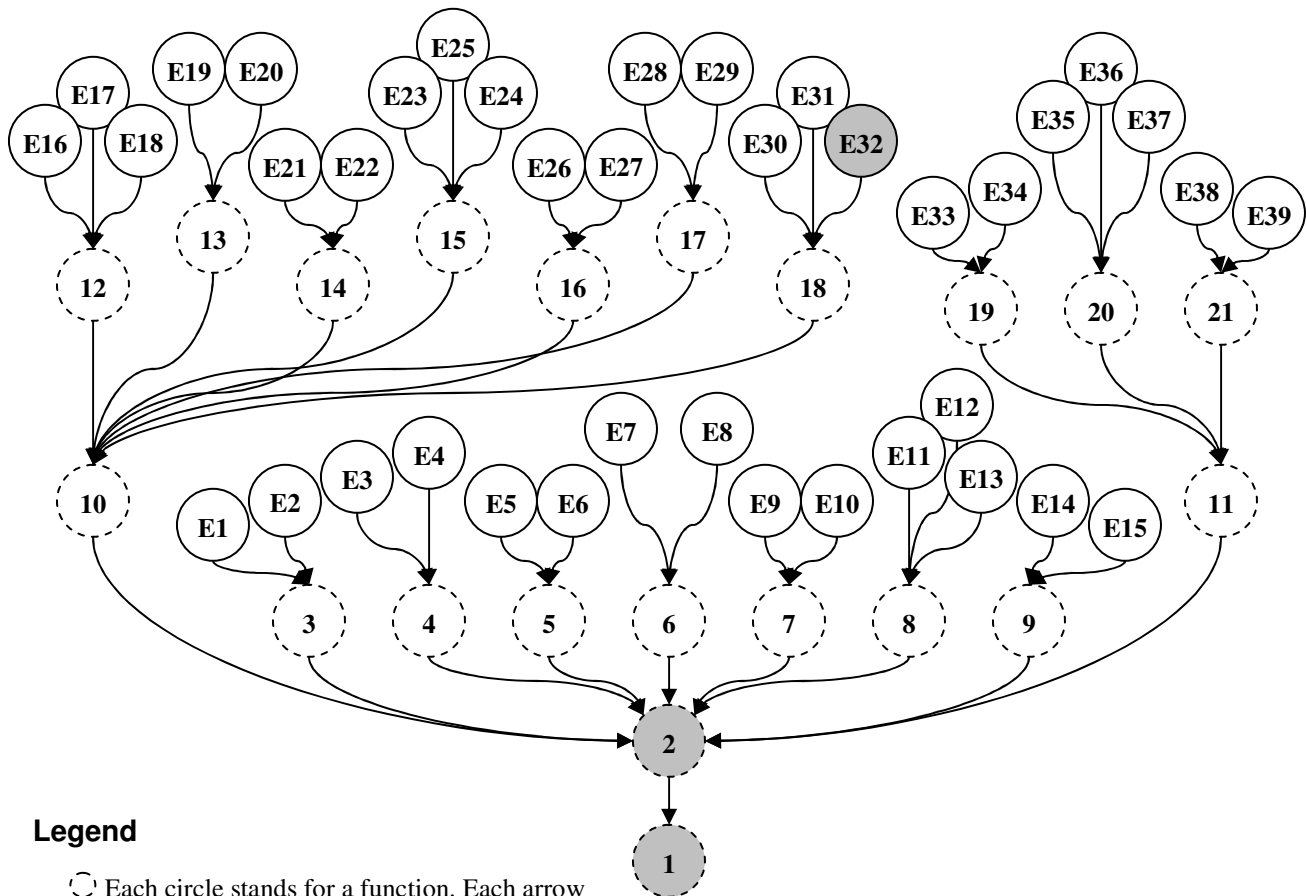 E25
E19 E20 E28 E29 E36
E17 E23 E24 E31
E35 E37
E16 E18 E30 E32
E21 E22 E26 E27
E34 E38
E33 E39
13 15 17
12 14 16 18
19 20 21
E12
E7 E8
E4 E11
E3 E13
10 E2 E5 E6 E9 E10 E14 11
E1 E15
3 4 5 6 7 8 9
2
Legend
1
Each circle stands for a function. Each arrow